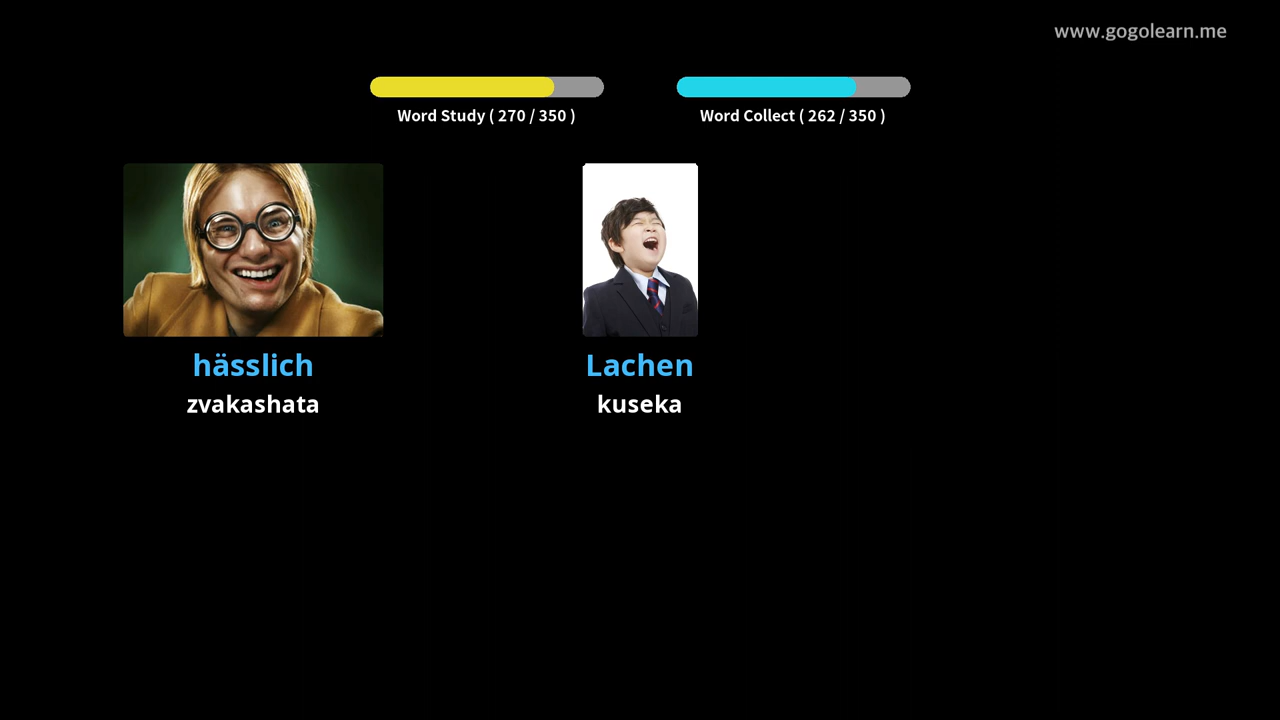 www.gogolearn.me
Word Study ( 270 / 350 )
Word Collect ( 262 / 350 )
hässlich
zvakashata
Lachen
kuseka